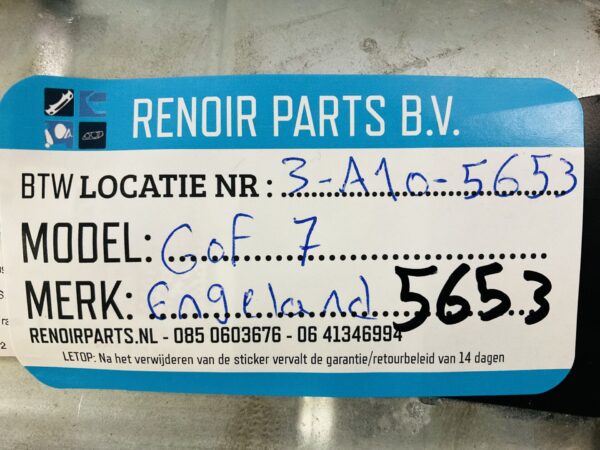 RENOIR PARTS B.V.
BTW LOCATIE NR : 3-A10-5653
MODEL: Gof 7
MERK: Engeland 5653
RENOIRPARTS.NL - 085 0603676 - 06 41346994
LETOP: Na het verwijderen van de sticker vervalt de garantie/retourbeleid van 14 dagen